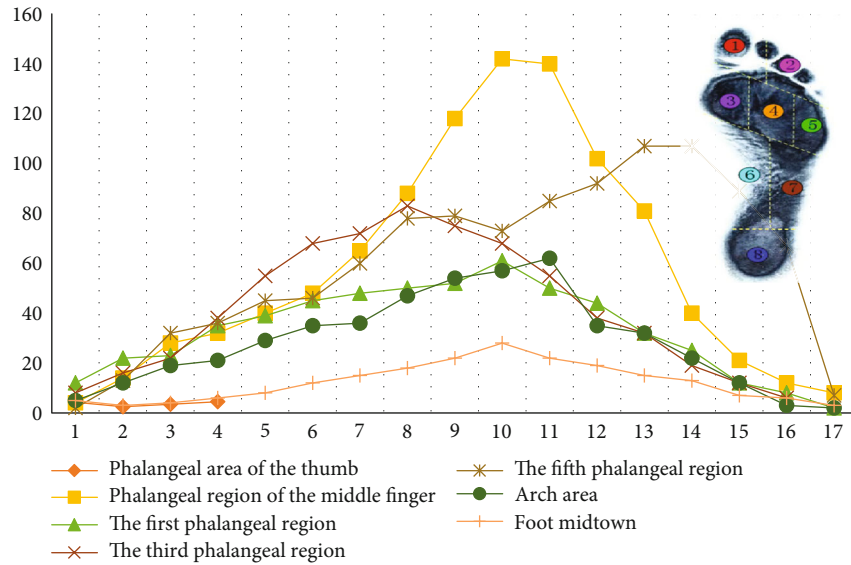 160
140
120
100
80
60
40
20
0
1 2 3 4 5 6 7 8 9 10 11 12 13 14 15 16 17
1
2
3
4
5
6
7
8
Phalangeal area of the thumb
Phalangeal region of the middle finger
The first phalangeal region
The third phalangeal region
The fifth phalangeal region
Arch area
Foot midtown